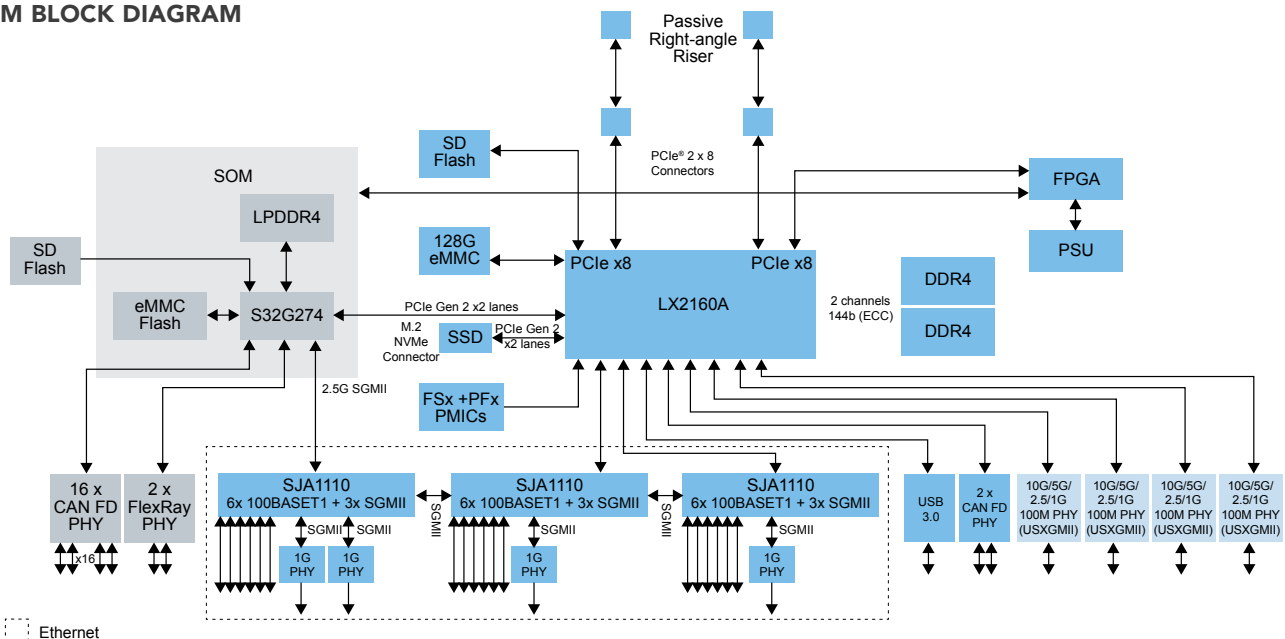 M BLOCK DIAGRAM
Passive
Right-angle
Riser
PCIe® 2 x 8
Connectors
SD
Flash
FPGA
PSU
SOM
LPDDR4
SD
Flash
eMMC
Flash
S32G274
128G
eMMC
PCIe x8
PCIe x8
LX2160A
2 channels
144b (ECC)
DDR4
DDR4
PCIe Gen 2 x2 lanes
M.2
NVMe
Connector
SSD
PCIe Gen 2
x2 lanes
2.5G SGMII
FSx +PFx
PMICs
16 x
CAN FD
PHY
x16
2 x
FlexRay
PHY
SJA1110
6x 100BASET1 + 3x SGMII
SGMII
SGMII
1G
PHY
1G
PHY
SGMII
SJA1110
6x 100BASET1 + 3x SGMII
SGMII
1G
PHY
SGMII
SJA1110
6x 100BASET1 + 3x SGMII
SGMII
1G
PHY
USB
3.0
2 x
CAN FD
PHY
10G/5G/
2.5/1G
100M PHY
(USXGMII)
10G/5G/
2.5/1G
100M PHY
(USXGMII)
10G/5G/
2.5/1G
100M PHY
(USXGMII)
10G/5G/
2.5/1G
100M PHY
(USXGMII)
Ethernet